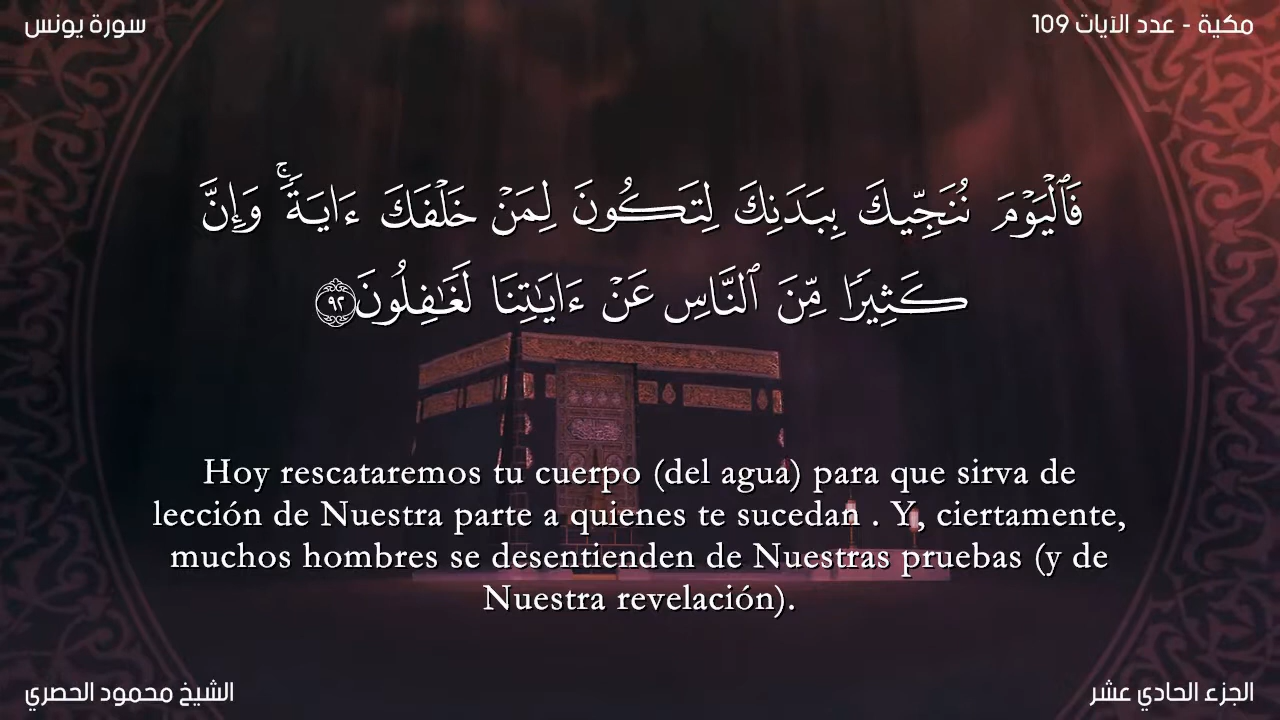 سورة يونس
مكية - عدد الآيات 109
فَٱلْيَوْمَ نُنَجِّيكَ بِبَدَنِكَ لِتَكُونَ لِمَنْ خَلْفَكَ ءَايَةًۚ وَإِنَّ
كَثِيرًا مِّنَ ٱلنَّاسِ عَنْ ءَايَٰتِنَا لَغَٰفِلُونَ ٩٢
Hoy rescataremos tu cuerpo (del agua) para que sirva de
lección de Nuestra parte a quienes te sucedan . Y, ciertamente,
muchos hombres se desentienden de Nuestras pruebas (y de
Nuestra revelación).
الشيخ محمود الحصري
الجزء الحادي عشر